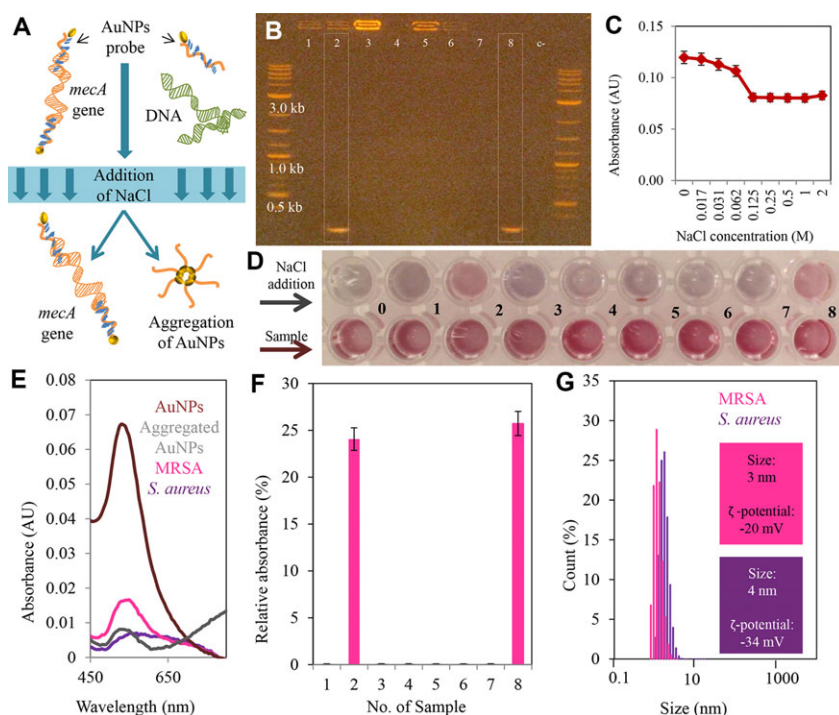 A
AuNPs
probe
mecA
gene
DNA
Addition
of NaCl
mecA
gene
Aggregation
of AuNPs
B
1 2 3 4 5 6 7 8 c-
3.0 kb
1.0 kb
0.5 kb
C
Absorbance (AU)
0.15
0.10
0.05
0.00
0 0.017 0.031 0.062 0.125 0.25 0.5 1 2
NaCl concentration (M)
D
NaCl
addition
0 1 2 3 4 5 6 7 8
Sample
E
Absorbance (AU)
0.08
0.07
0.06
0.05
0.04
0.03
0.02
0.01
0
450 650
Wavelength (nm)
AuNPs
Aggregated
AuNPs
MRSA
S. aureus
F
Relative absorbance (%)
30
25
20
15
10
5
0
1 2 3 4 5 6 7 8
No. of Sample
G
Count (%)
35
30
25
20
15
10
5
0
0.1 10 1000
Size (nm)
MRSA
S. aureus
Size:
3 nm
ζ -potential:
-20 mV
Size:
4 nm
ζ-potential:
-34 mV